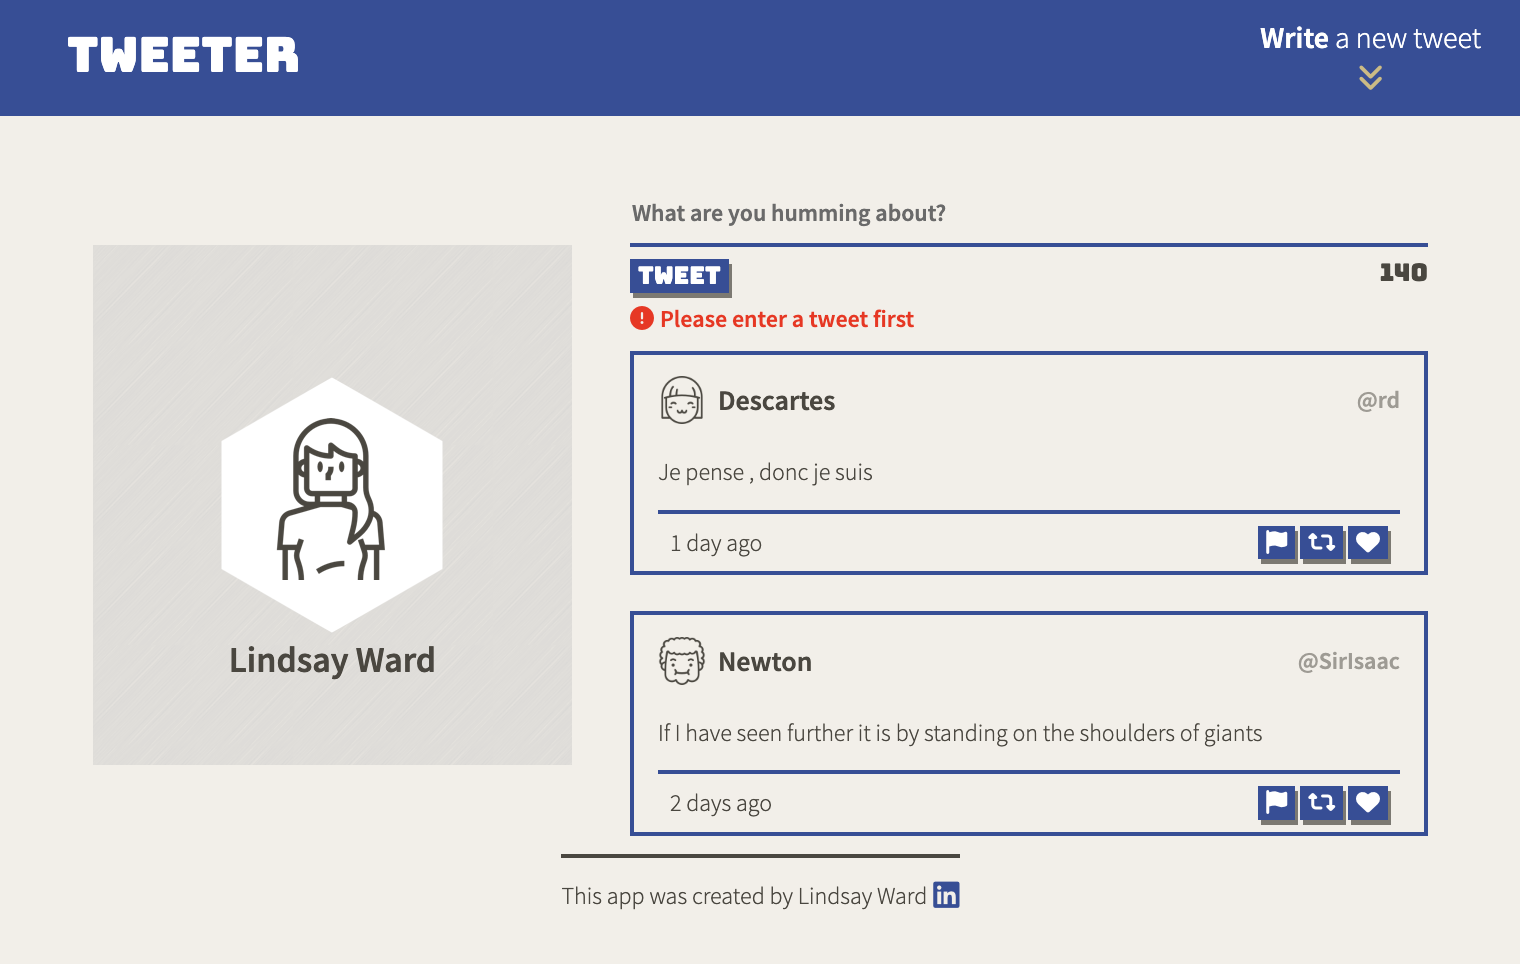 TWEETER
Write a new tweet
What are you humming about?
TWEET
140
Please enter a tweet first
Descartes
@rd
Je pense , donc je suis
1 day ago
Lindsay Ward
Newton
@SirIsaac
If I have seen further it is by standing on the shoulders of giants
2 days ago
This app was created by Lindsay Ward in